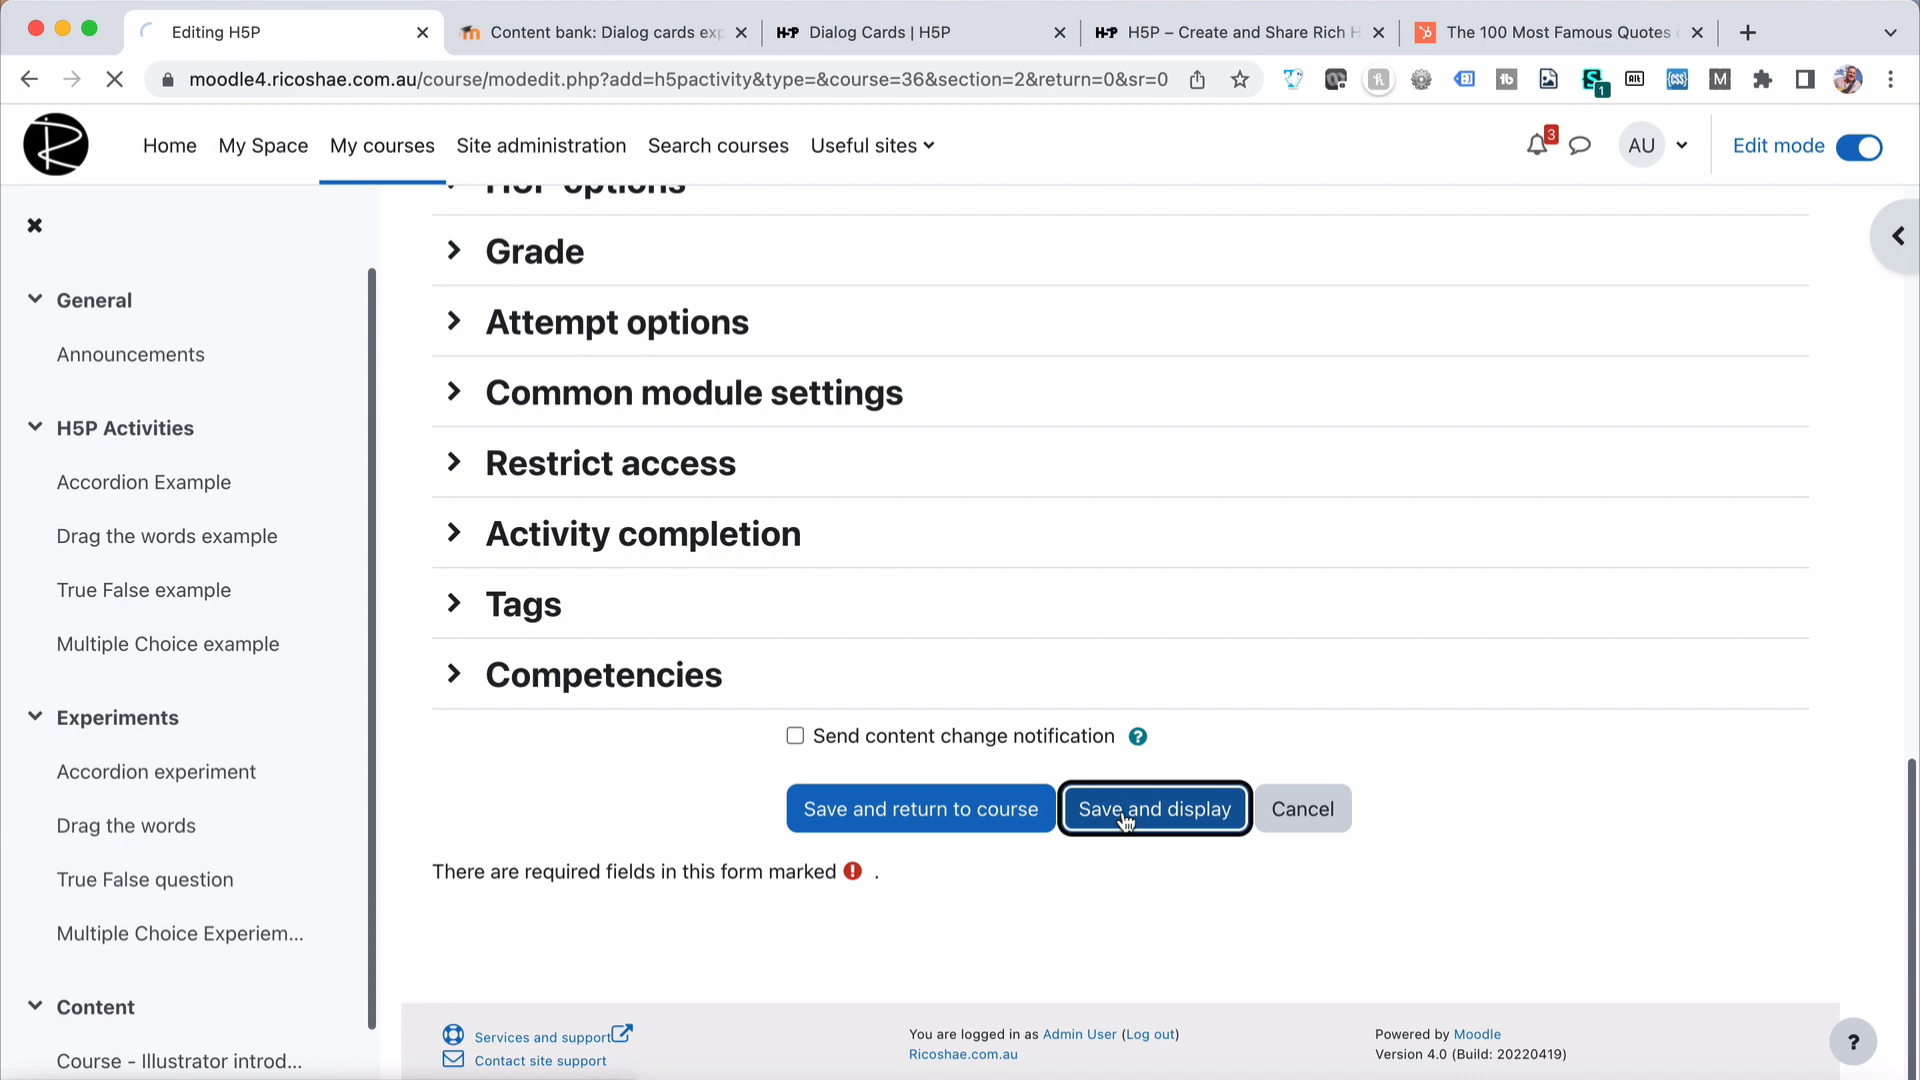 Editing H5P
Content bank: Dialog cards exp
H-P Dialog Cards | H5P
H-P H5P – Create and Share Rich H
The 100 Most Famous Quotes
moodle4.ricoshae.com.au/course/modedit.php?add=h5pactivity&type=&course=36&section=2&return=0&sr=0
Home
My Space
My courses
Site administration
Search courses
Useful sites
3
AU
Edit mode
General
Announcements
H5P Activities
Accordion Example
Drag the words example
True False example
Multiple Choice example
Experiments
Accordion experiment
Drag the words
True False question
Multiple Choice Experiem...
Content
Course - Illustrator introd...
H5P options
Grade
Attempt options
Common module settings
Restrict access
Activity completion
Tags
Competencies
Send content change notification
Save and return to course
Save and display
Cancel
There are required fields in this form marked .
Services and support
Contact site support
You are logged in as Admin User (Log out)
Ricoshae.com.au
Powered by Moodle
Version 4.0 (Build: 20220419)
?